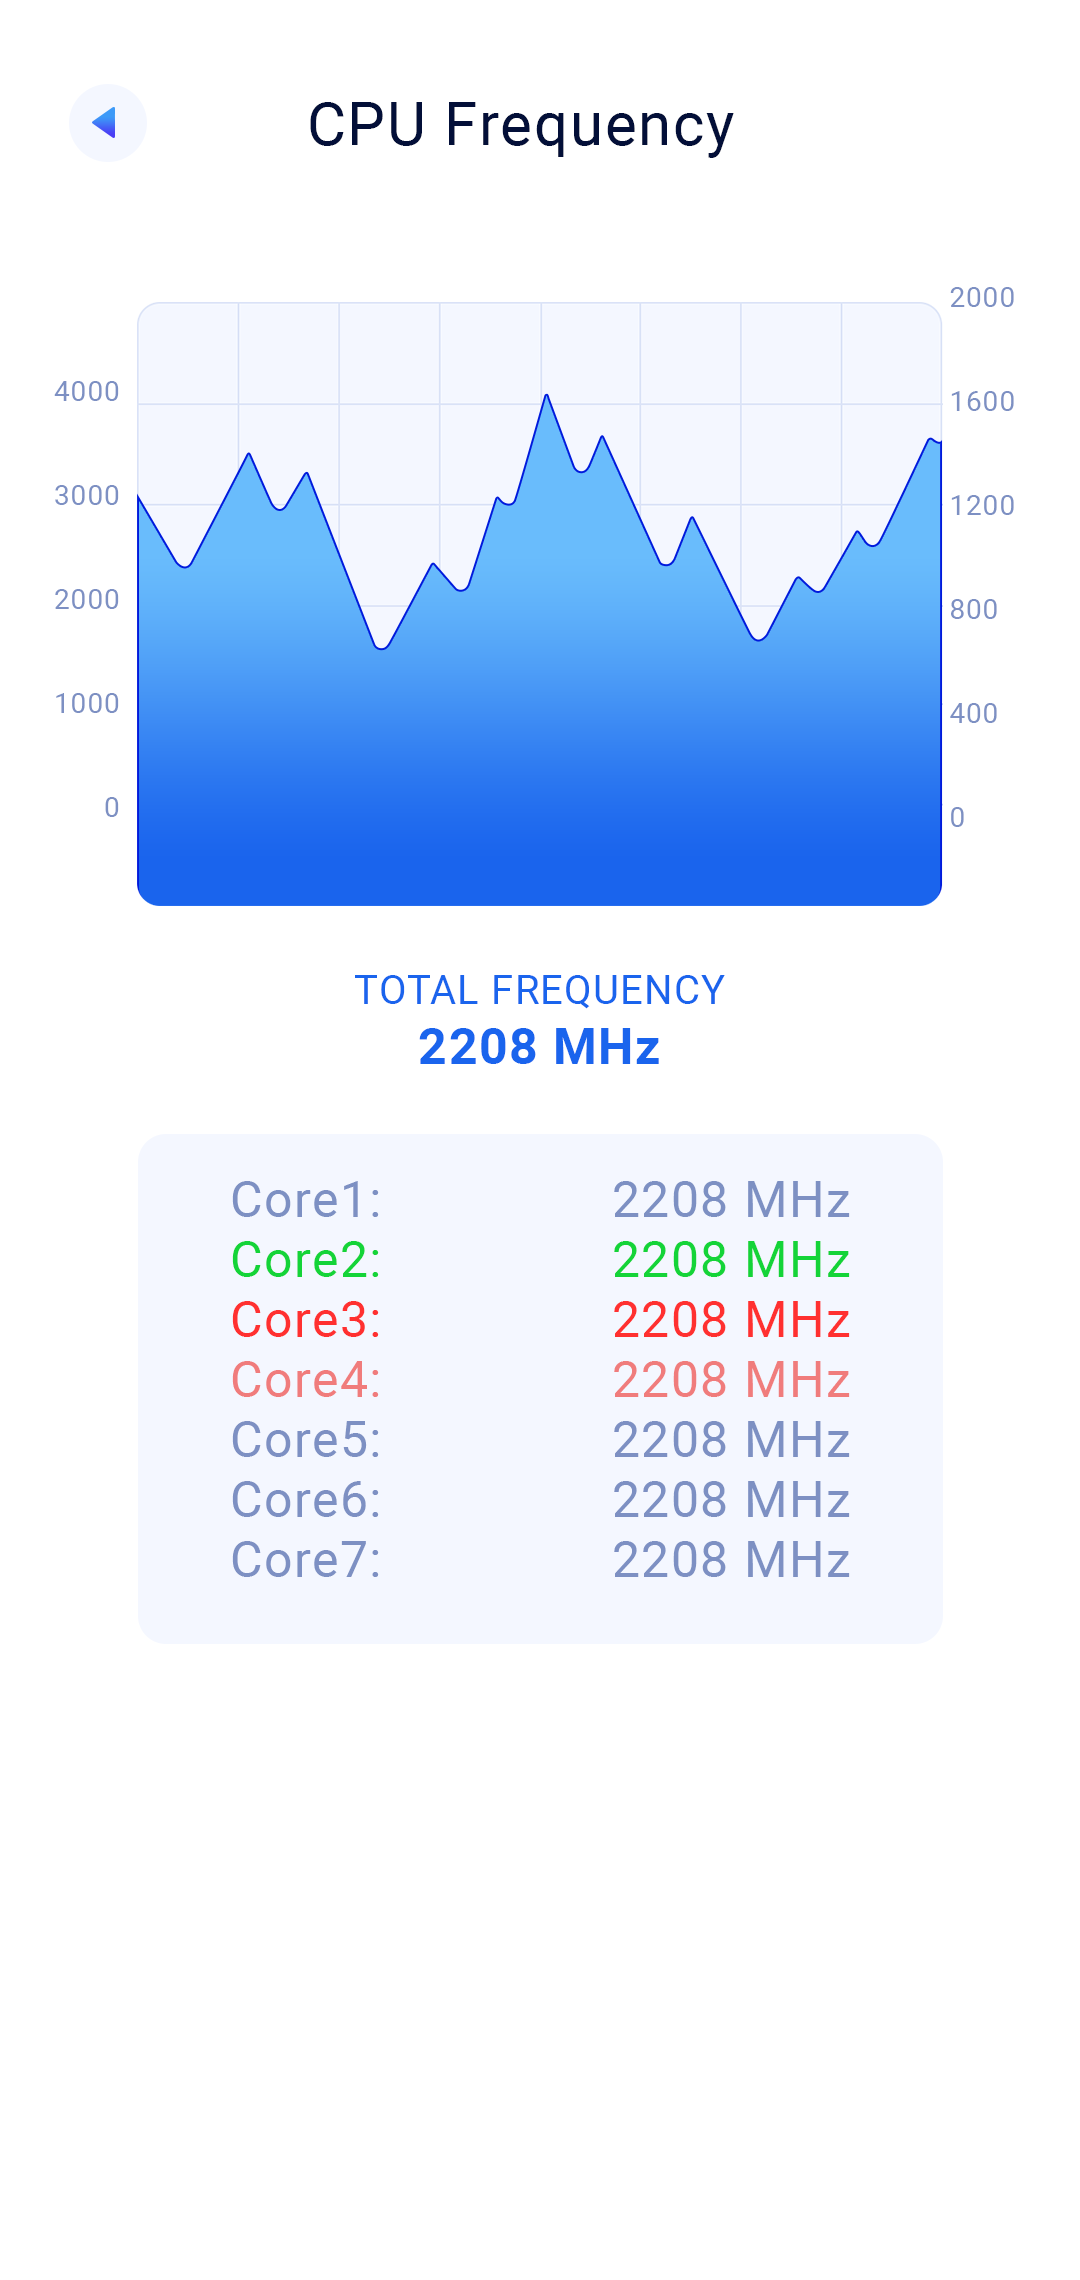 CPU Frequency
2000
4000
1600
3000
1200
2000
800
1000
400
0
0
TOTAL FREQUENCY
2208 MHz
Core1: 2208 MHz
Core2: 2208 MHz
Core3: 2208 MHz
Core4: 2208 MHz
Core5: 2208 MHz
Core6: 2208 MHz
Core7: 2208 MHz